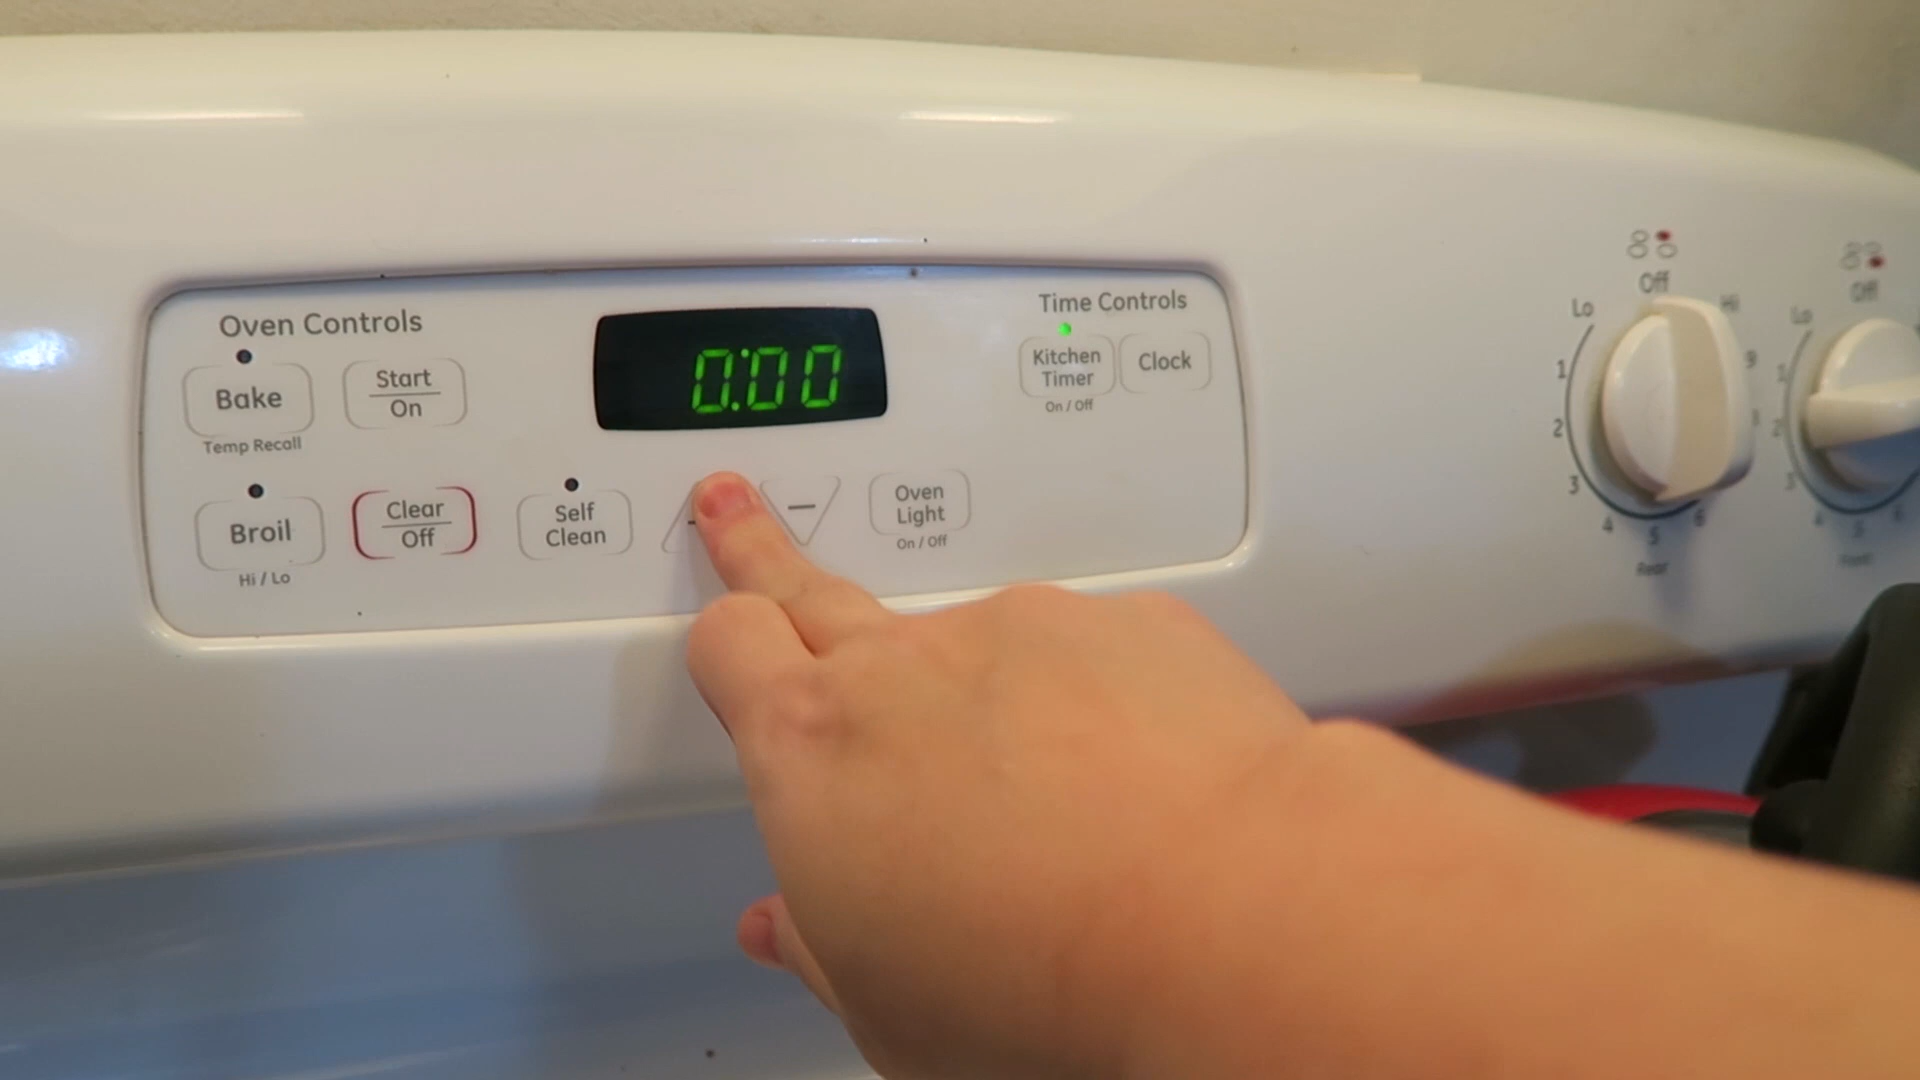 Oven Controls
Bake
Temp Recall
Start
On
Broil
Hi / Lo
Clear
Off
Self
Clean
0:00
−
Oven
Light
On / Off
Time Controls
Kitchen
Timer
On / Off
Clock
Off
Lo
Hi
1
2
3
4
5
6
9
Rear
Off
Lo